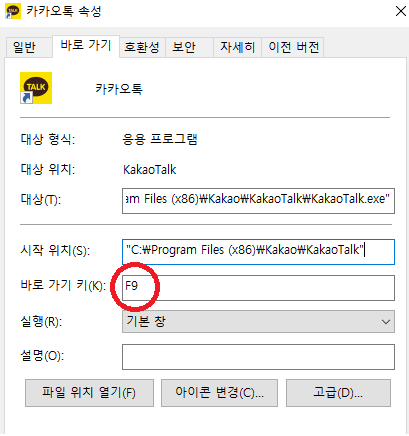 카카오톡 속성
일반 바로 가기 호환성 보안 자세히 이전 버전
TALK 카카오톡
대상 형식: 응용 프로그램
대상 위치: KakaoTalk
대상(T): am Files (x86)₩Kakao₩KakaoTalk₩KakaoTalk.exe"
시작 위치(S): "C:₩Program Files (x86)₩Kakao₩KakaoTalk"
바로 가기 키(K): F9
실행(R): 기본 창
설명(O):
파일 위치 열기(F) 아이콘 변경(C)... 고급(D)...